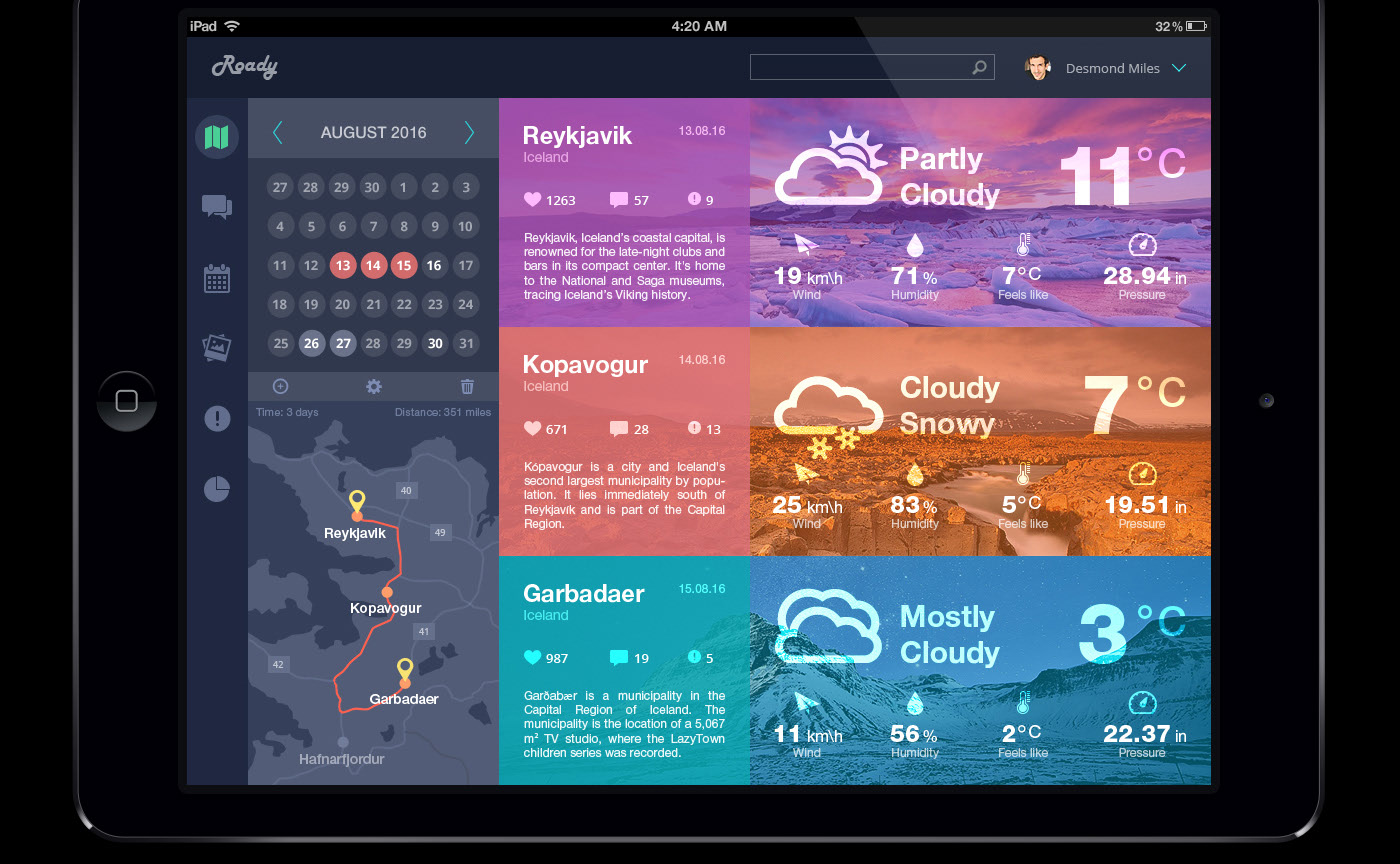 iPad 4:20 AM 32%
Roady
Desmond Miles
AUGUST 2016
27 28 29 30 1 2 3
4 5 6 7 8 9 10
11 12 13 14 15 16 17
18 19 20 21 22 23 24
25 26 27 28 29 30 31
Time: 3 days Distance: 351 miles
40
49
Reykjavik
Kopavogur
41
42
Garbadaer
Hafnarfjordur
Reykjavik 13.08.16
Iceland
1263 57 9
Reykjavik, Iceland's coastal capital, is
renowned for the late-night clubs and
bars in its compact center. It's home
to the National and Saga museums,
tracing Iceland's Viking history.
Partly
Cloudy
11°C
19 km\h 71% 7°C 28.94 in
Wind Humidity Feels like Pressure
Kopavogur 14.08.16
Iceland
671 28 13
Kópavogur is a city and Iceland's
second largest municipality by popu-
lation. It lies immediately south of
Reykjavík and is part of the Capital
Region.
Cloudy
Snowy
7°C
25 km\h 83% 5°C 19.51 in
Wind Humidity Feels like Pressure
Garbadaer 15.08.16
Iceland
987 19 5
Garðabær is a municipality in the
Capital Region of Iceland. The
municipality is the location of a 5,067
m² TV studio, where the LazyTown
children series was recorded.
Mostly
Cloudy
3°C
11 km\h 56% 2°C 22.37 in
Wind Humidity Feels like Pressure